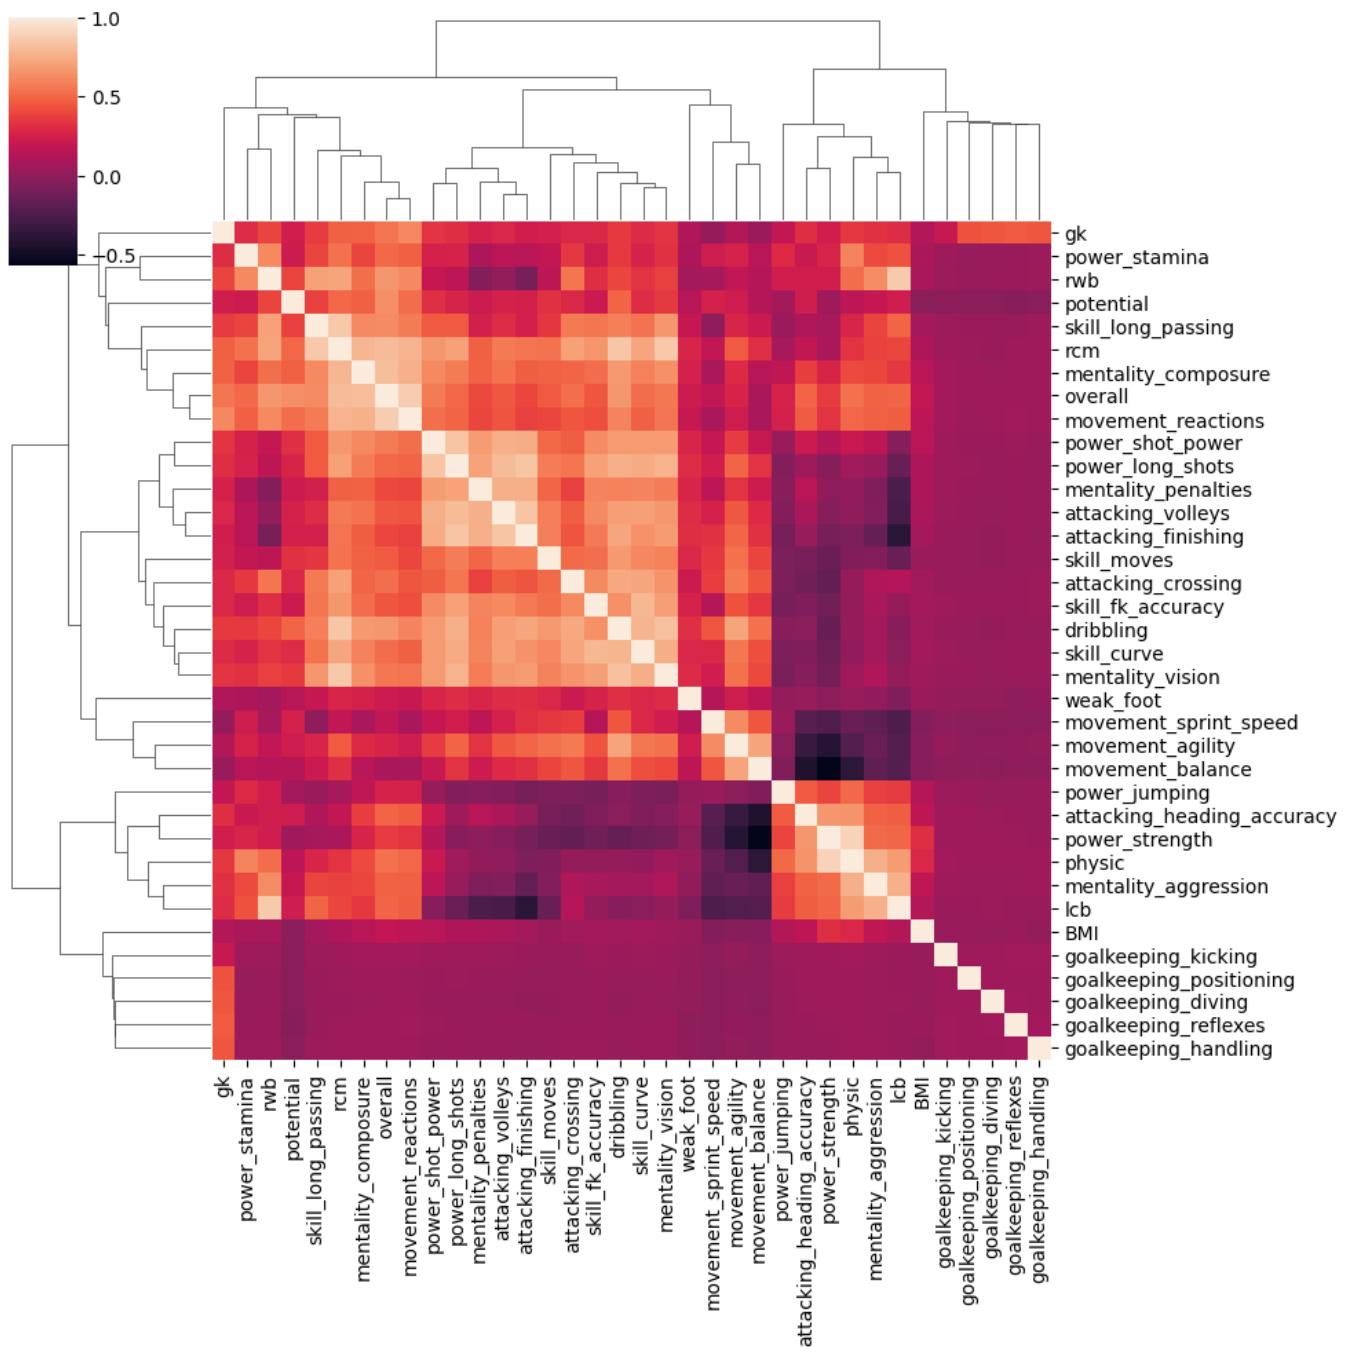 1.0
0.5
0.0
−0.5
gk
power_stamina
rwb
potential
skill_long_passing
rcm
mentality_composure
overall
movement_reactions
power_shot_power
power_long_shots
mentality_penalties
attacking_volleys
attacking_finishing
skill_moves
attacking_crossing
skill_fk_accuracy
dribbling
skill_curve
mentality_vision
weak_foot
movement_sprint_speed
movement_agility
movement_balance
power_jumping
attacking_heading_accuracy
power_strength
physic
mentality_aggression
lcb
BMI
goalkeeping_kicking
goalkeeping_positioning
goalkeeping_diving
goalkeeping_reflexes
goalkeeping_handling
gk
power_stamina
rwb
potential
skill_long_passing
rcm
mentality_composure
overall
movement_reactions
power_shot_power
power_long_shots
mentality_penalties
attacking_volleys
attacking_finishing
skill_moves
attacking_crossing
skill_fk_accuracy
dribbling
skill_curve
mentality_vision
weak_foot
movement_sprint_speed
movement_agility
movement_balance
power_jumping
attacking_heading_accuracy
power_strength
physic
mentality_aggression
lcb
BMI
goalkeeping_kicking
goalkeeping_positioning
goalkeeping_diving
goalkeeping_reflexes
goalkeeping_handling